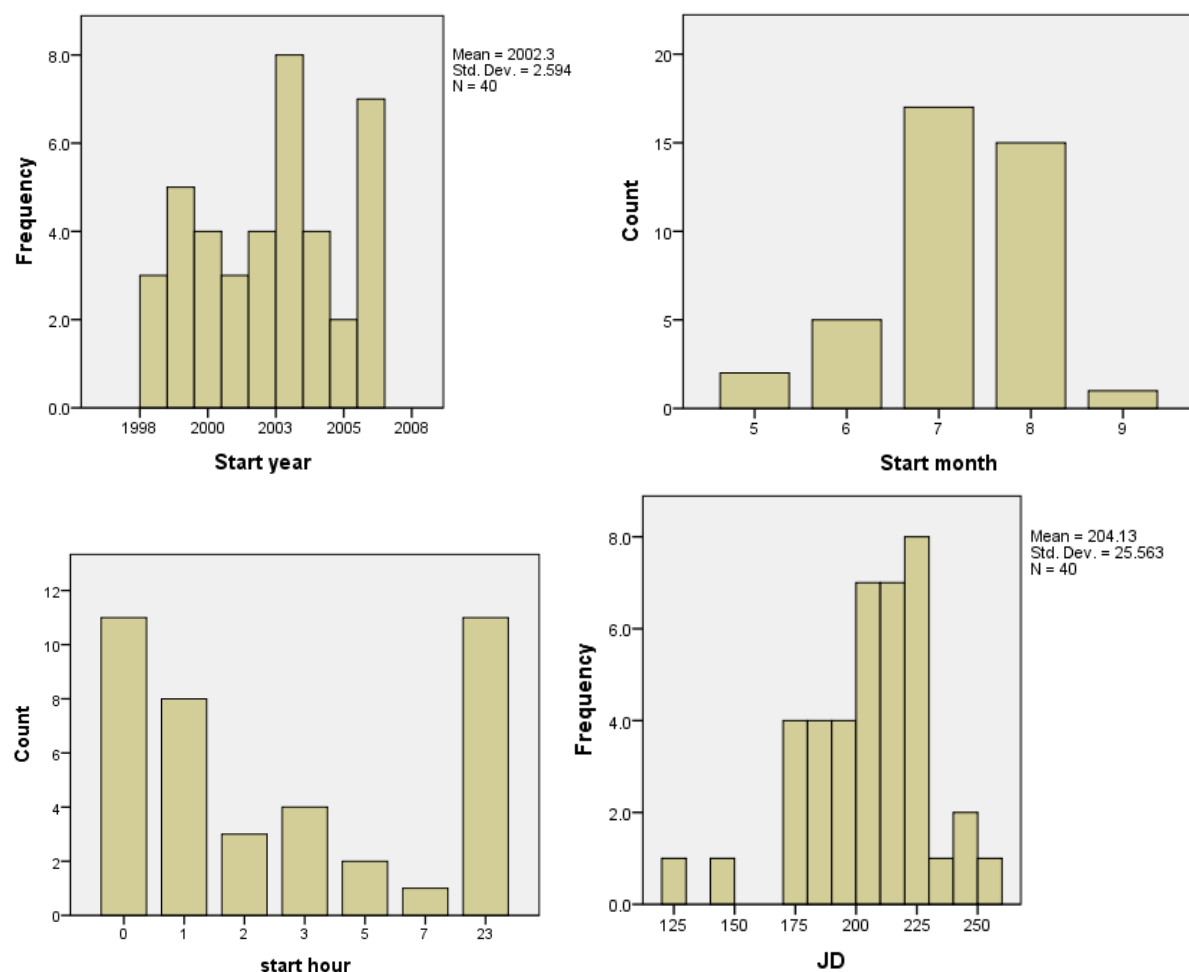 Mean = 2002.3
Std. Dev. = 2.594
N = 40
8.0
6.0
4.0
2.0
0.0
Frequency
1998 2000 2003 2005 2008
Start year
20
15
10
5
0
Count
5 6 7 8 9
Start month
12
10
8
6
4
2
0
Count
0 1 2 3 5 7 23
start hour
Mean = 204.13
Std. Dev. = 25.563
N = 40
8.0
6.0
4.0
2.0
0.0
Frequency
125 150 175 200 225 250
JD